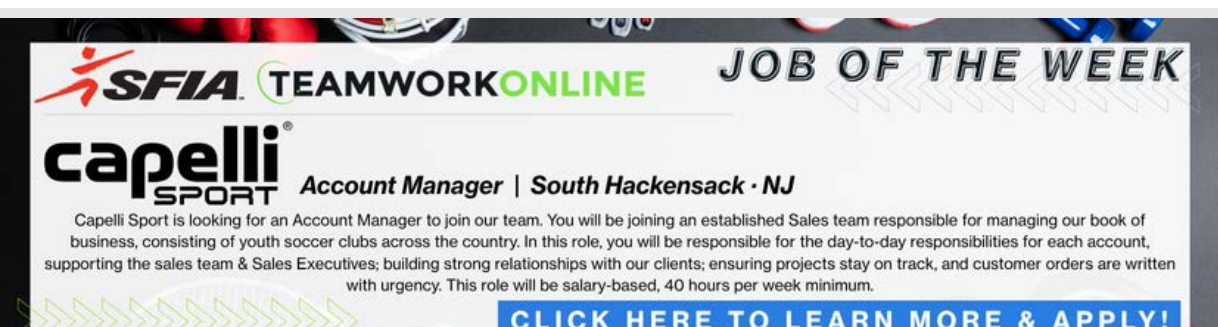 SFIA. TEAMWORKONLINE
JOB OF THE WEEK
capelli®
SPORT
Account Manager | South Hackensack · NJ
Capelli Sport is looking for an Account Manager to join our team. You will be joining an established Sales team responsible for managing our book of
business, consisting of youth soccer clubs across the country. In this role, you will be responsible for the day-to-day responsibilities for each account,
supporting the sales team & Sales Executives; building strong relationships with our clients; ensuring projects stay on track, and customer orders are written
with urgency. This role will be salary-based, 40 hours per week minimum.
CLICK HERE TO LEARN MORE & APPLY!